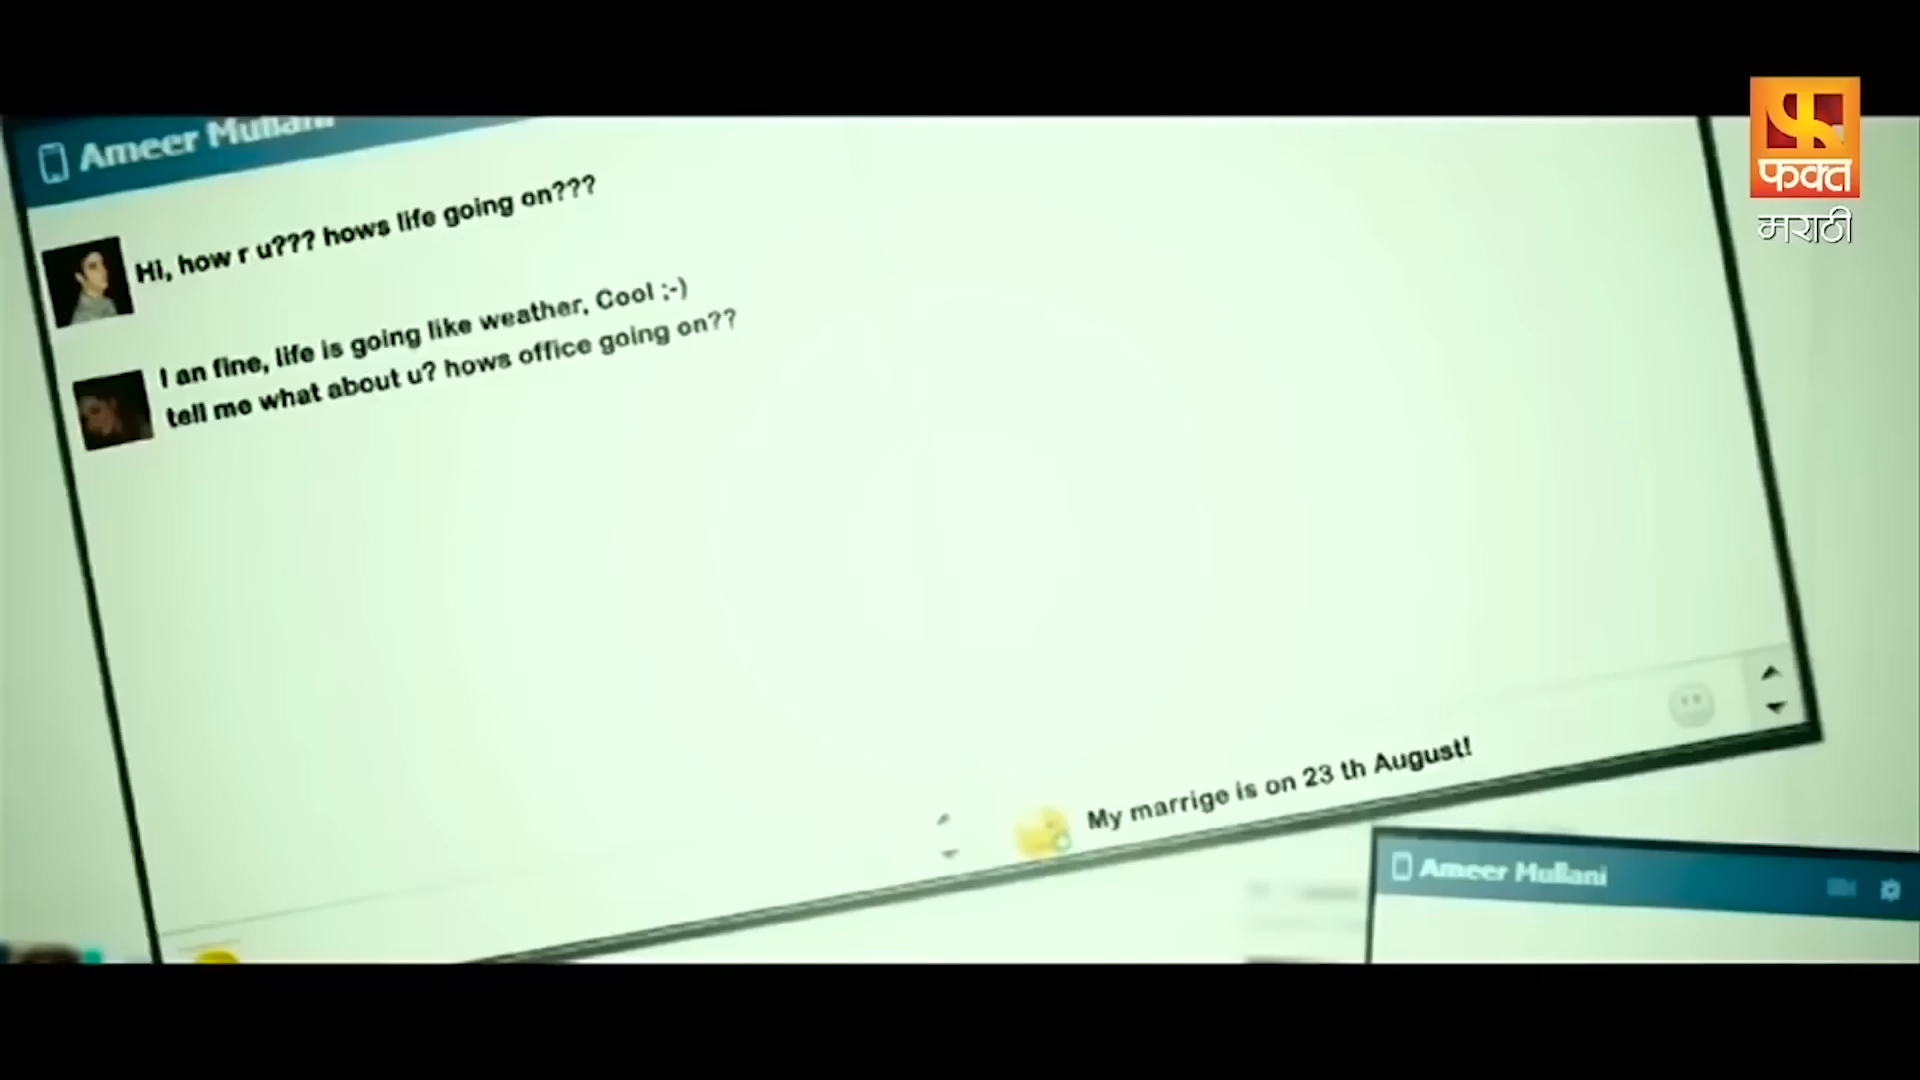 Ameer Mullani
Hi, how r u??? hows life going on???
I an fine, life is going like weather, Cool ;-)
tell me what about u? hows office going on??
My marrige is on 23 th August!
Ameer Mullani
फक्त
मराठी